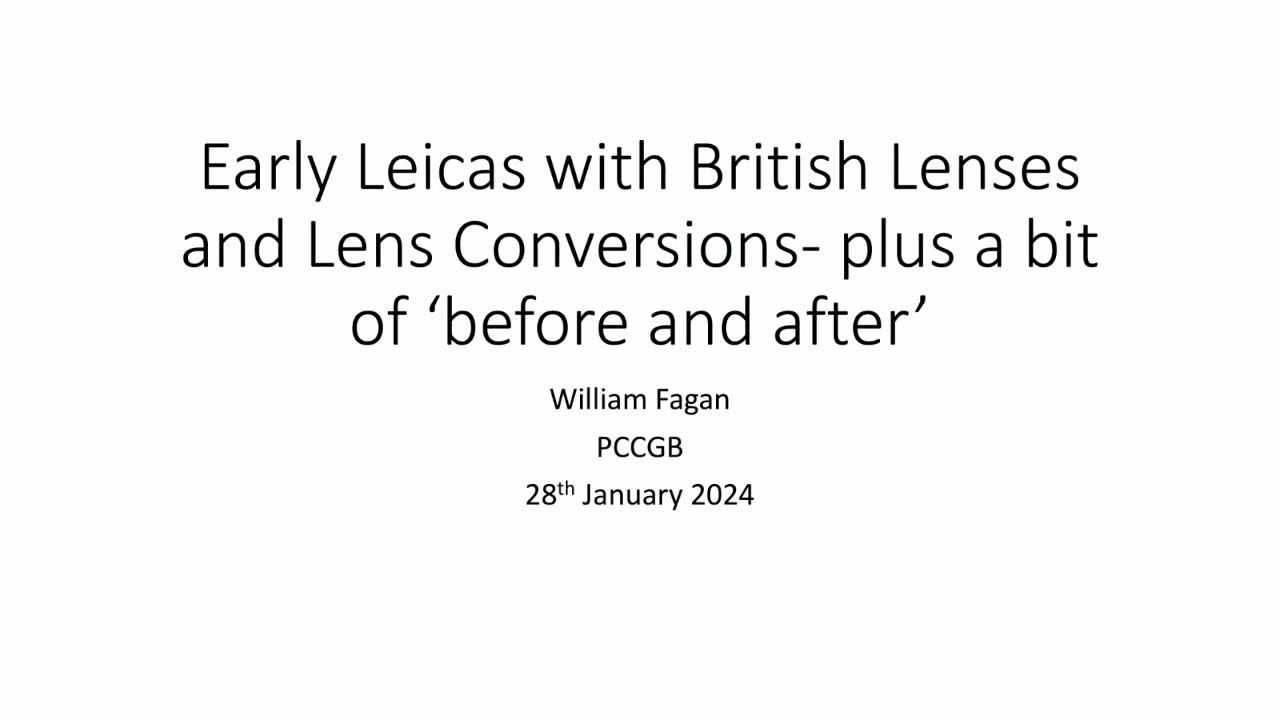 Early Leicas with British Lenses
and Lens Conversions- plus a bit
of ‘before and after’
William Fagan
PCCGB
28th January 2024